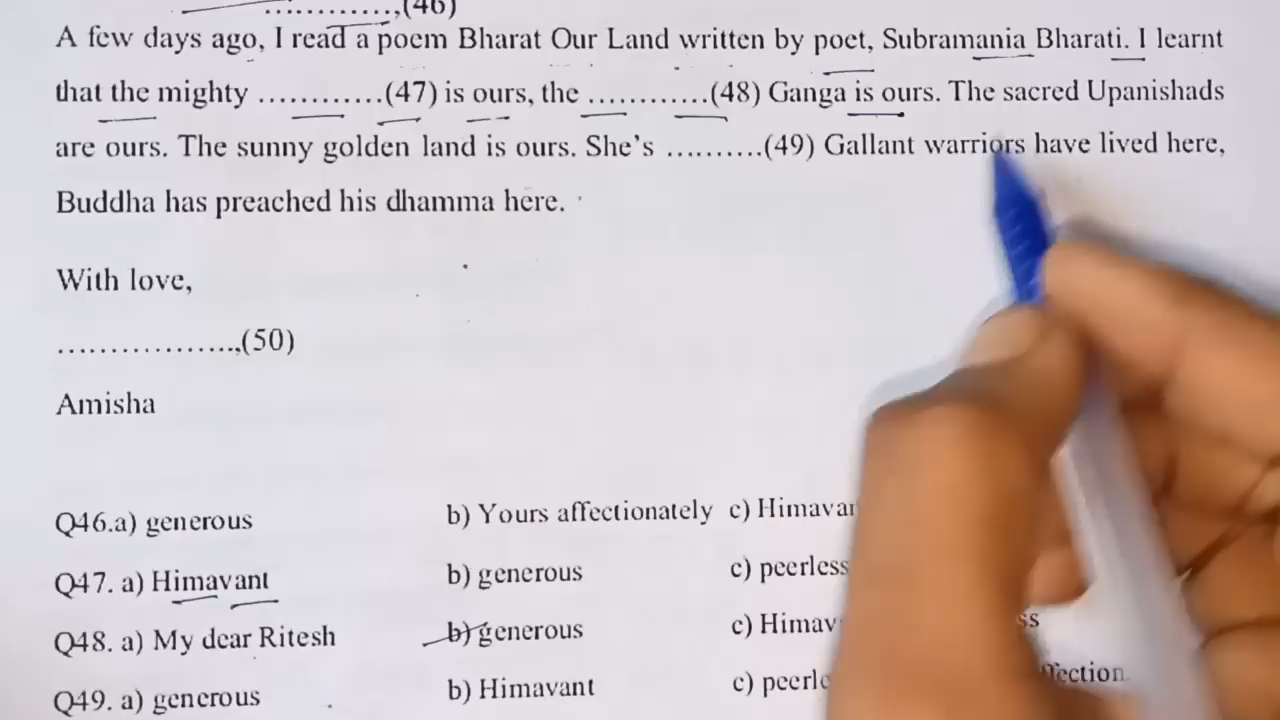 ............,(46)
A few days ago, I read a poem Bharat Our Land written by poet, Subramania Bharati. I learnt
that the mighty ............(47) is ours, the ............(48) Ganga is ours. The sacred Upanishads
are ours. The sunny golden land is ours. She's ..........(49) Gallant warriors have lived here,
Buddha has preached his dhamma here.
With love,
..................,(50)
Amisha
Q46.a) generous b) Yours affectionately c)
Q47. a) Himavant b) generous c) peerless
Q48. a) My dear Ritesh b) generous c)
Q49. a) generous b) Himavant c)